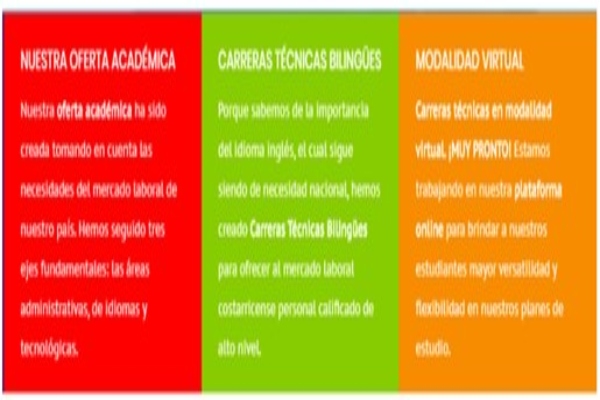 NUESTRA OFERTA ACADÉMICA
Nuestra oferta académica ha sido
creada tomando en cuenta las
necesidades del mercado laboral de
nuestro país. Hemos seguido tres
ejes fundamentales: las áreas
administrativas, de idiomas y
tecnológicas.
CARRERAS TÉCNICAS BILINGÜES
Porque sabemos de la importancia
del idioma inglés, el cual sigue
siendo de necesidad nacional, hemos
creado Carreras Técnicas Bilingües
para ofrecer al mercado laboral
costarricense personal calificado de
alto nivel.
MODALIDAD VIRTUAL
Carreras técnicas en modalidad
virtual. ¡MUY PRONTO! Estamos
trabajando en nuestra plataforma
online para brindar a nuestros
estudiantes mayor versatilidad y
flexibilidad en nuestros planes de
estudio.